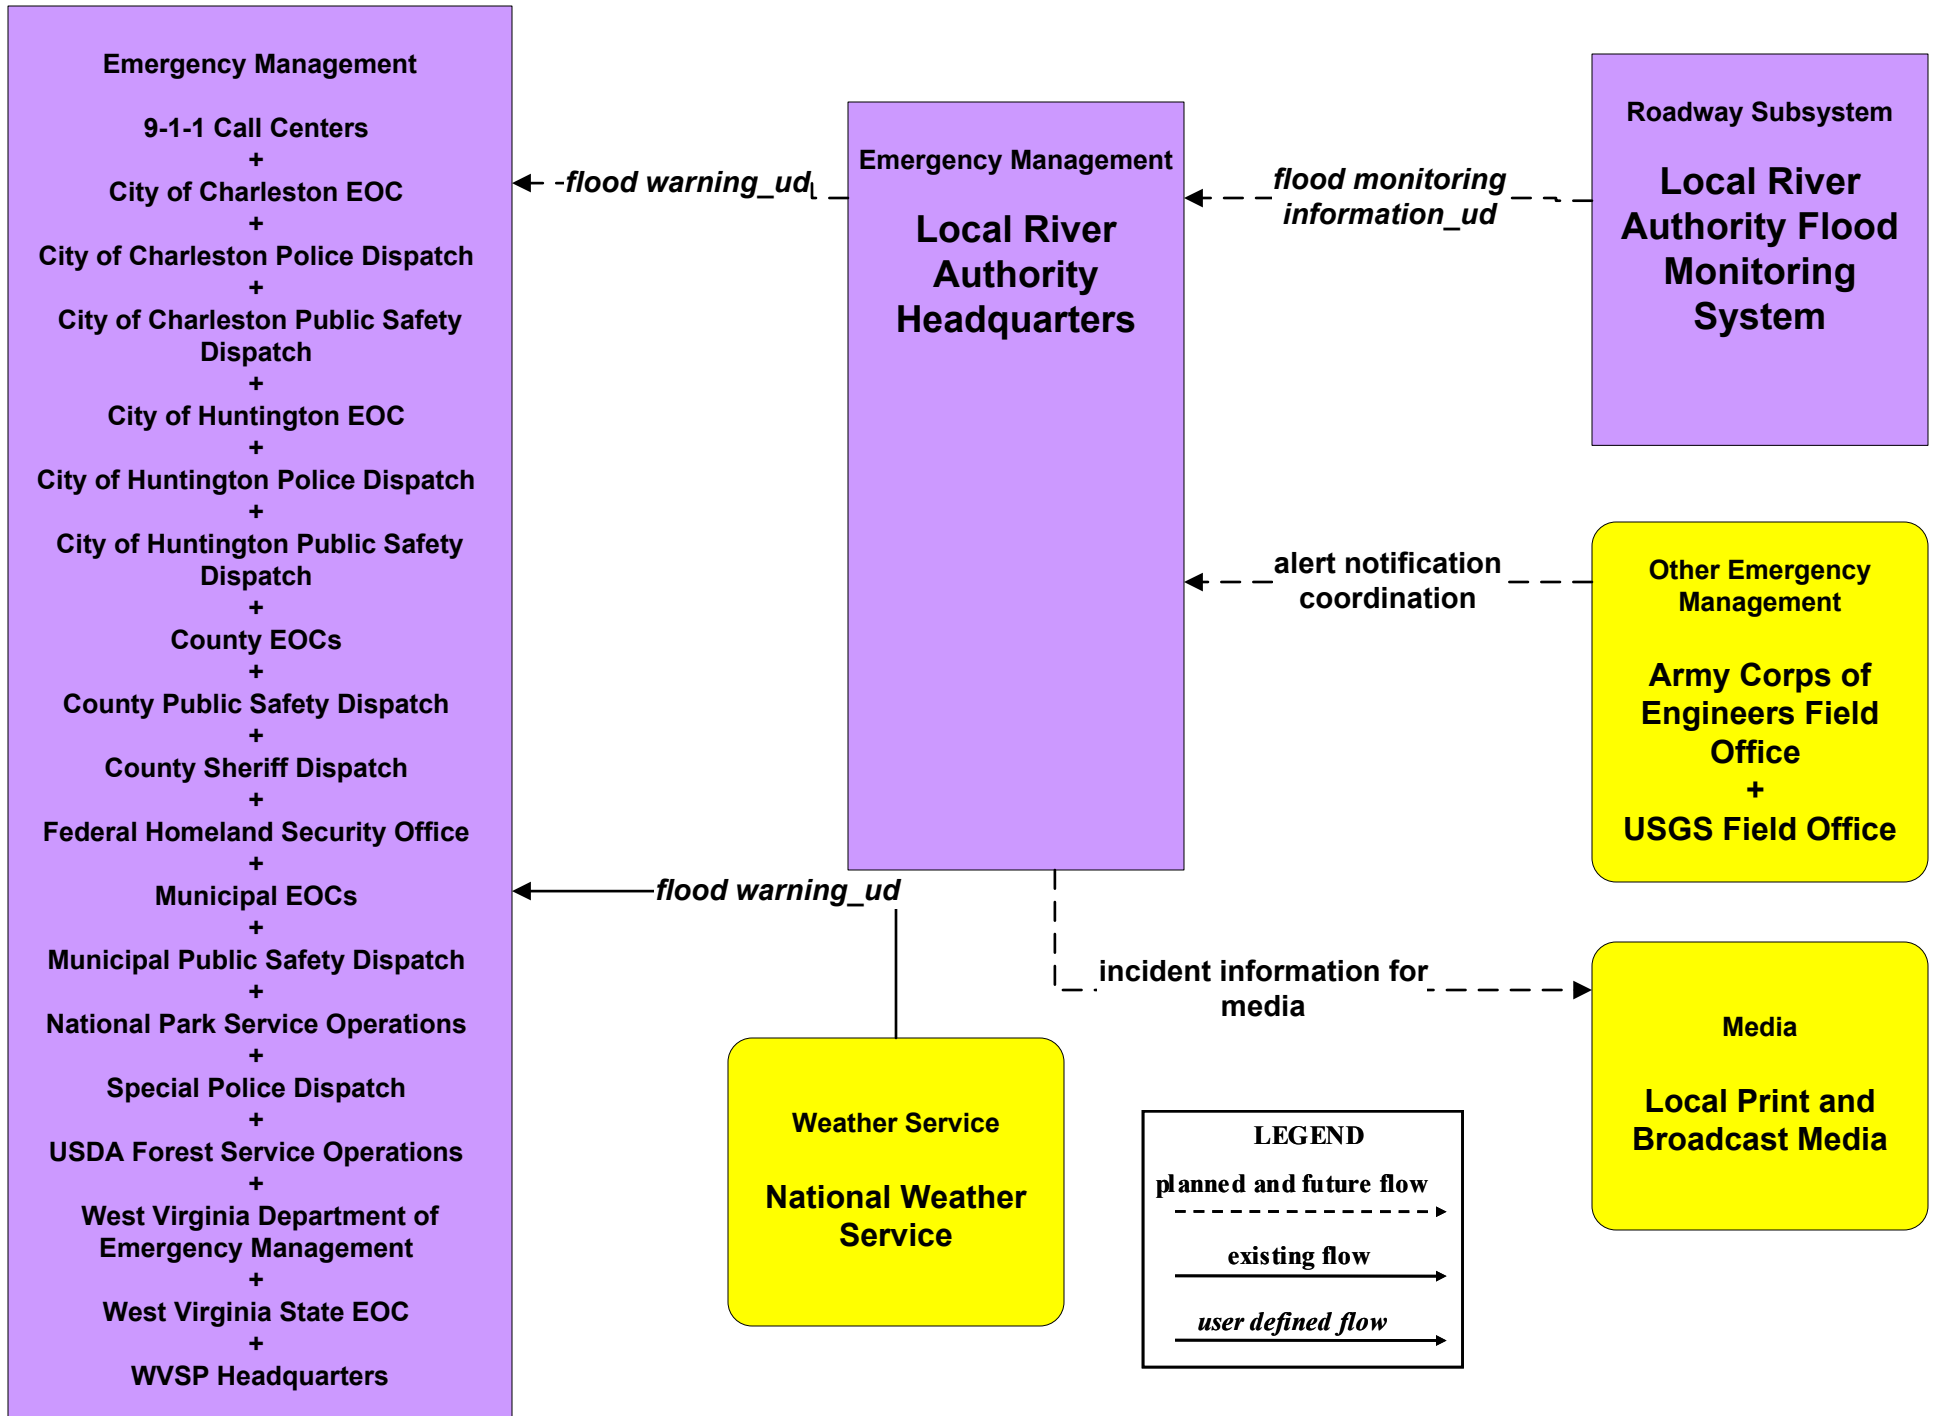 Emergency Management
9-1-1 Call Centers
+
City of Charleston EOC
+
City of Charleston Police Dispatch
+
City of Charleston Public Safety
Dispatch
+
City of Huntington EOC
+
City of Huntington Police Dispatch
+
City of Huntington Public Safety
Dispatch
+
County EOCs
+
County Public Safety Dispatch
+
County Sheriff Dispatch
+
Federal Homeland Security Office
+
Municipal EOCs
+
Municipal Public Safety Dispatch
+
National Park Service Operations
+
Special Police Dispatch
+
USDA Forest Service Operations
+
West Virginia Department of
Emergency Management
+
West Virginia State EOC
+
WVSP Headquarters
flood warning_ud
Emergency Management
Local River
Authority
Headquarters
flood monitoring
information_ud
Roadway Subsystem
Local River
Authority Flood
Monitoring
System
alert notification
coordination
Other Emergency
Management
Army Corps of
Engineers Field
Office
+
USGS Field Office
flood warning_ud
incident information for
media
Media
Local Print and
Broadcast Media
Weather Service
National Weather
Service
LEGEND
planned and future flow
existing flow
user defined flow